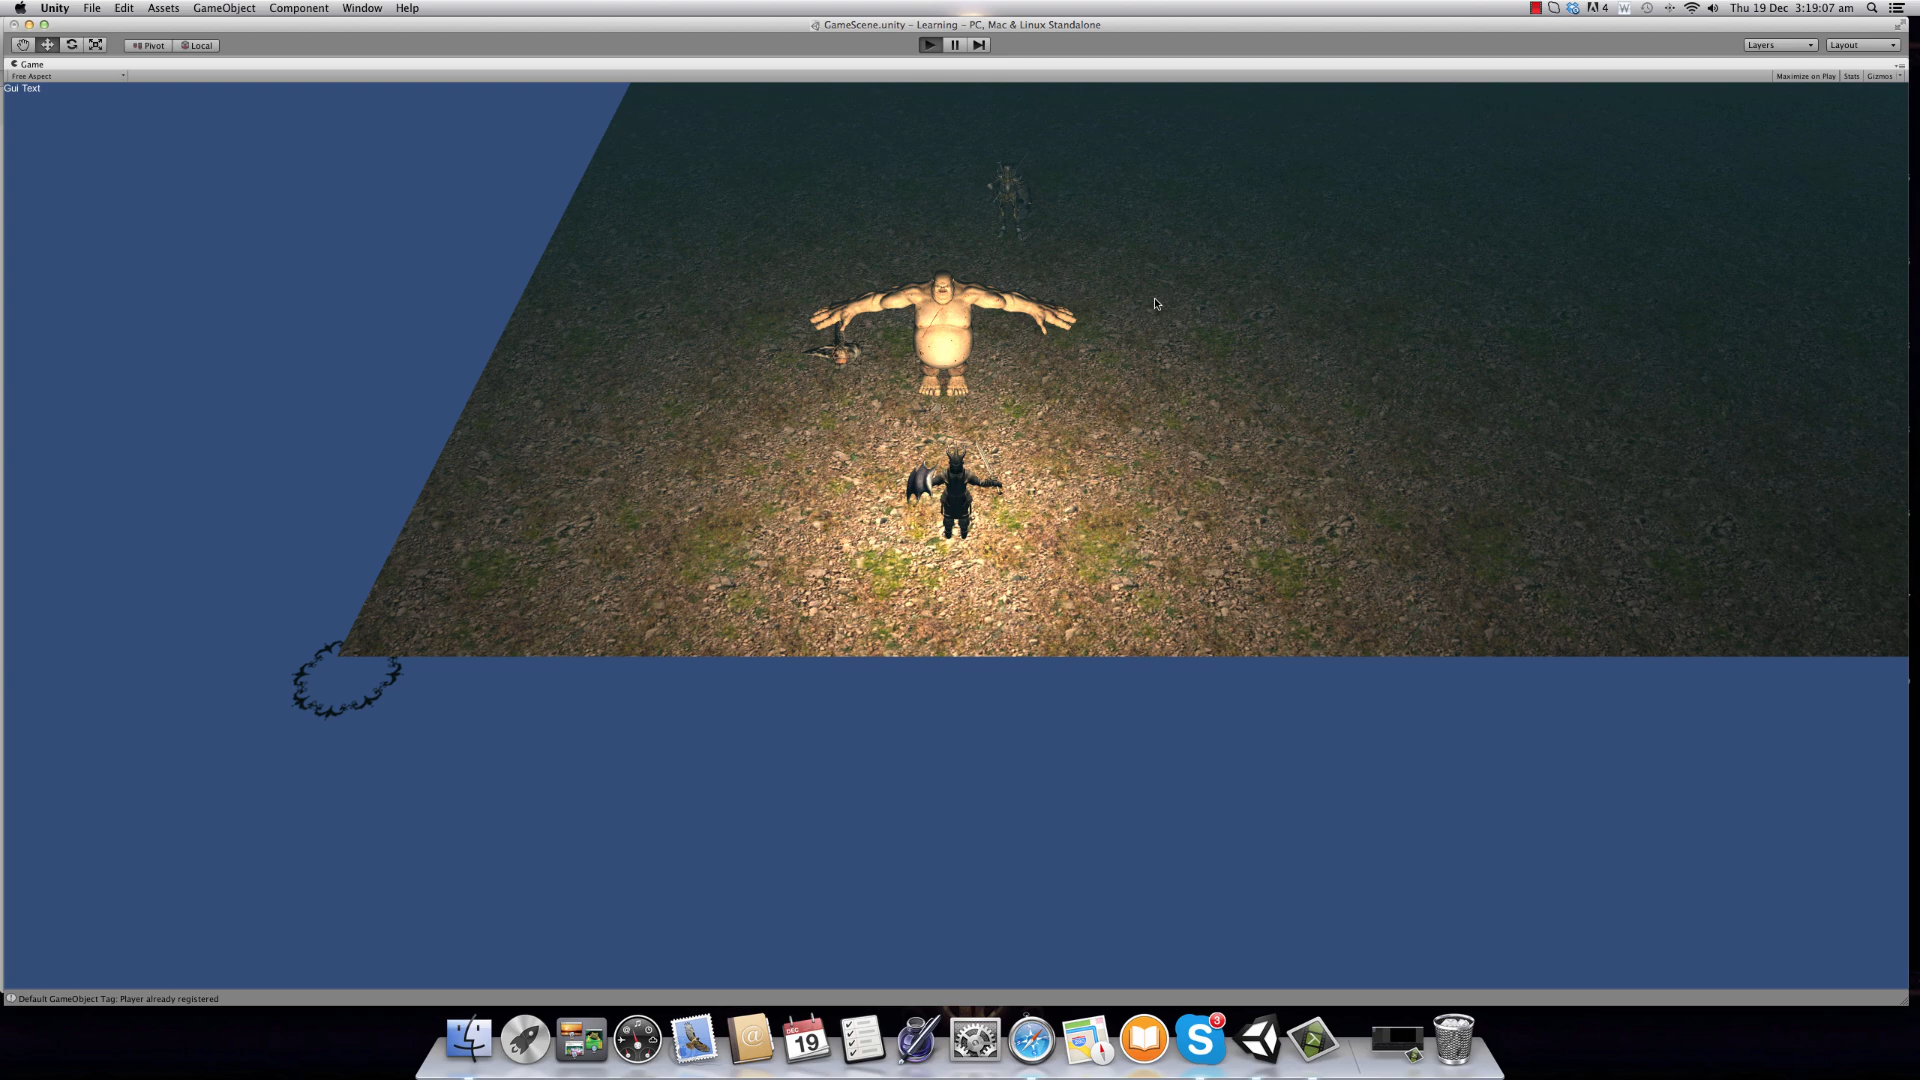 Unity File Edit Assets GameObject Component Window Help
4 W Thu 19 Dec 3:19:07 am
GameScene.unity - Learning - PC, Mac & Linux Standalone
Pivot Local Layers Layout
Game
Free Aspect Maximize on Play Stats Gizmos
Gui Text
Default GameObject Tag: Player already registered
DEC
19
@
S
3